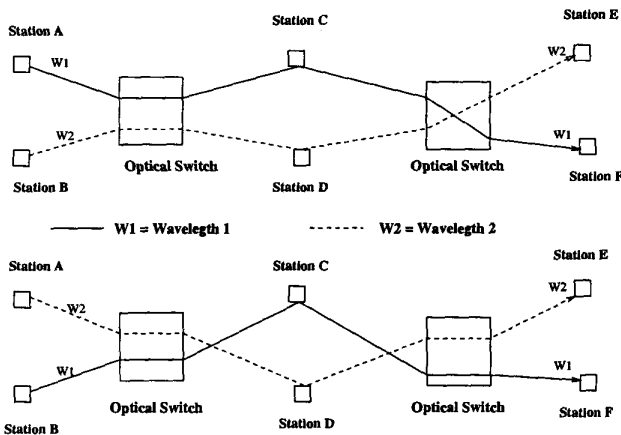 Station A
Station C
Station E
W1
W2
W2
W1
Optical Switch
Optical Switch
Station B
Station D
Station F
W1 = Wavelegth 1
W2 = Wavelegth 2
Station A
Station C
Station E
W2
W2
W1
W1
Optical Switch
Optical Switch
Station B
Station D
Station F